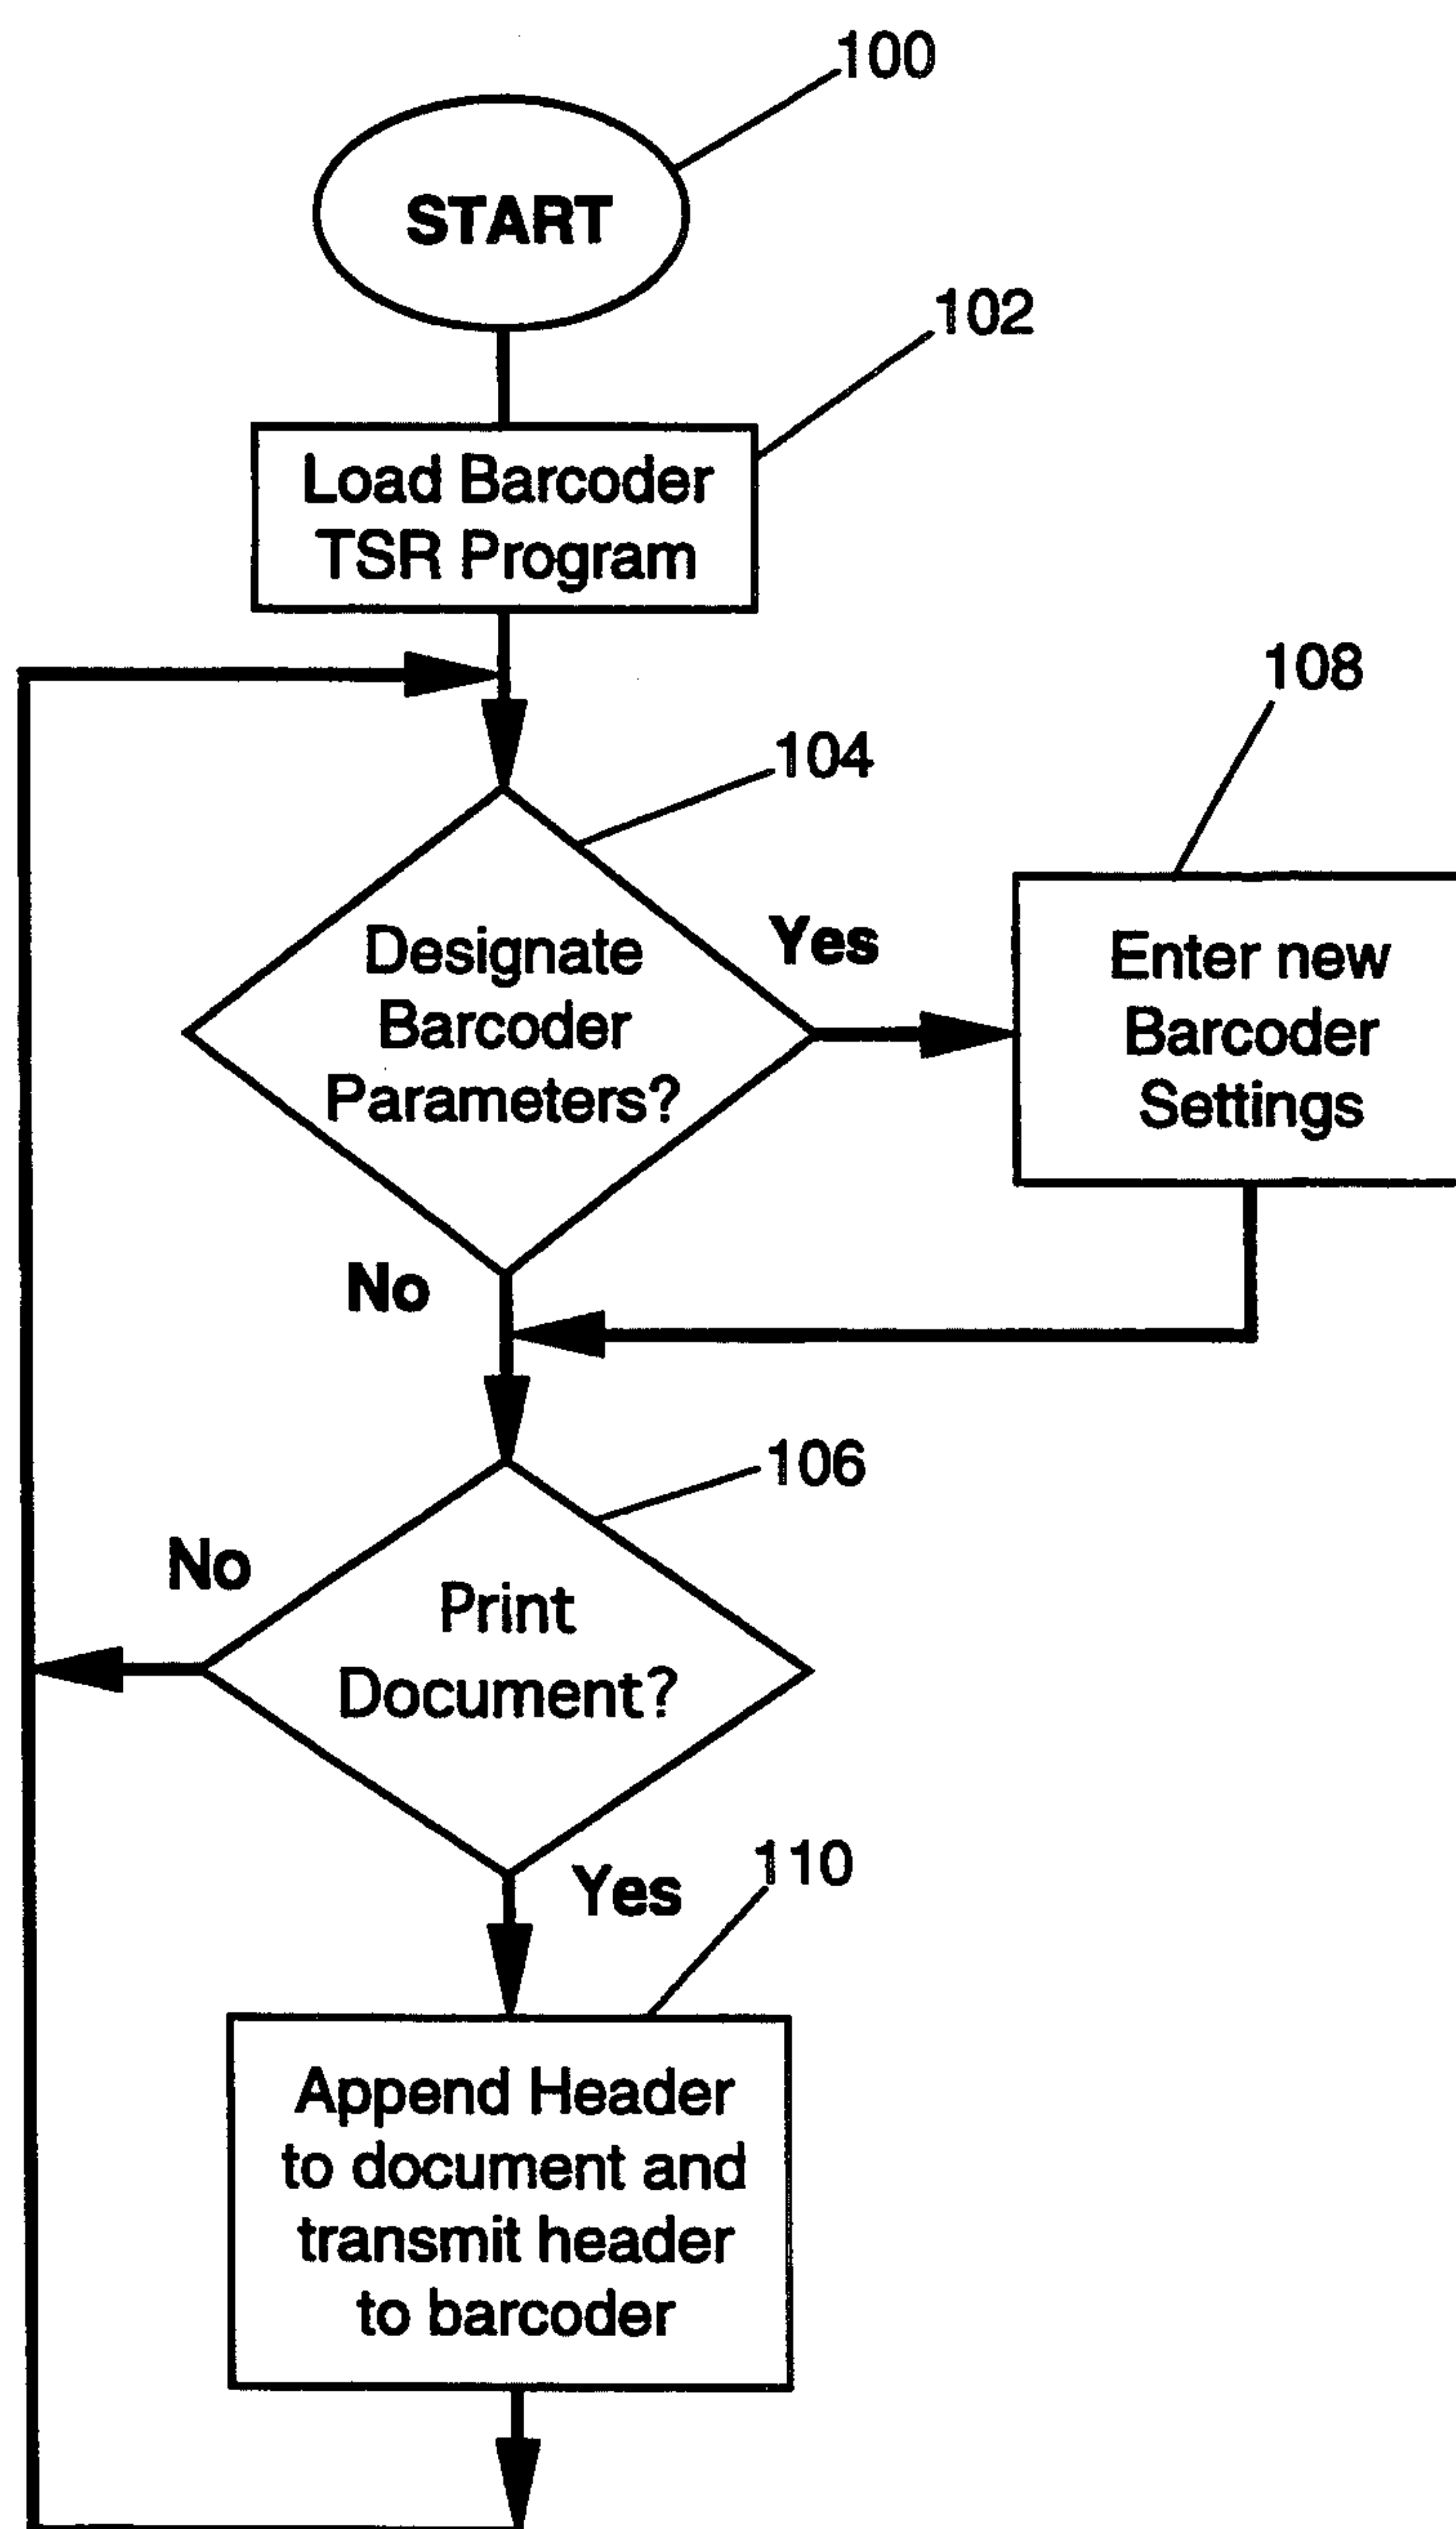 100
START
102
Load Barcoder
TSR Program
108
104
Designate
Barcoder
Parameters?
Yes
Enter new
Barcoder
Settings
No
106
No
Print
Document?
Yes
110
Append Header
to document and
transmit header
to barcoder